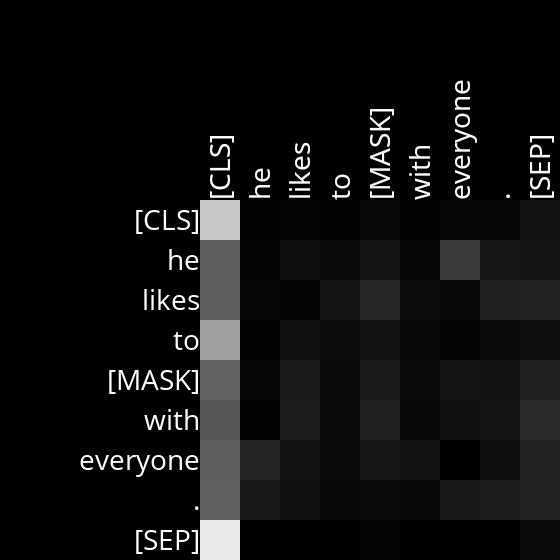 [CLS] he likes to [MASK] with everyone . [SEP]
[CLS]
he
likes
to
[MASK]
with
everyone
.
[SEP]